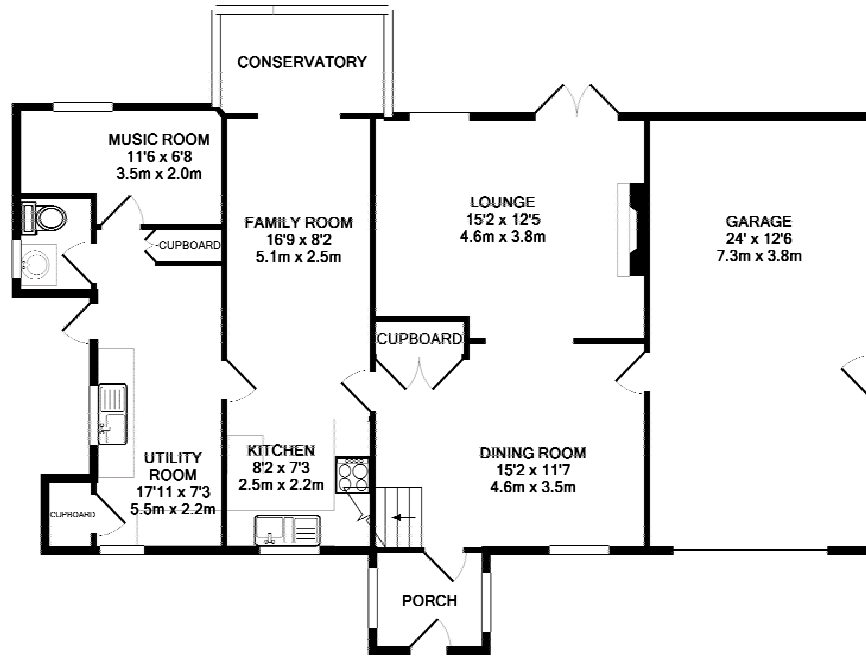 CONSERVATORY
MUSIC ROOM
11'6 x 6'8
3.5m x 2.0m
CUPBOARD
FAMILY ROOM
16'9 x 8'2
5.1m x 2.5m
LOUNGE
15'2 x 12'5
4.6m x 3.8m
GARAGE
24' x 12'6
7.3m x 3.8m
CUPBOARD
KITCHEN
8'2 x 7'3
2.5m x 2.2m
DINING ROOM
15'2 x 11'7
4.6m x 3.5m
UTILITY
ROOM
17'11 x 7'3
5.5m x 2.2m
CUPBOARD
PORCH